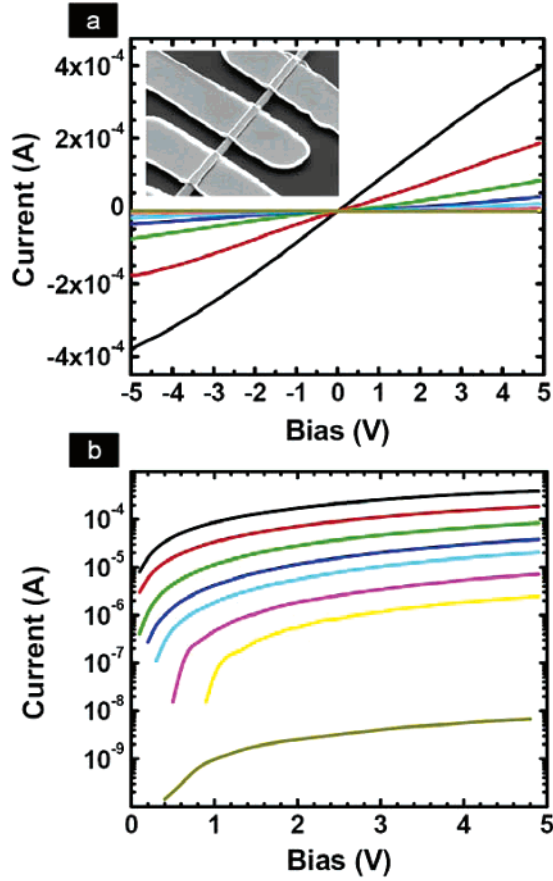 a
4x10⁻⁴
2x10⁻⁴
0
-2x10⁻⁴
-4x10⁻⁴
Current (A)
-5 -4 -3 -2 -1 0 1 2 3 4 5
Bias (V)
b
10⁻⁴
10⁻⁵
10⁻⁶
10⁻⁷
10⁻⁸
10⁻⁹
Current (A)
0 1 2 3 4 5
Bias (V)